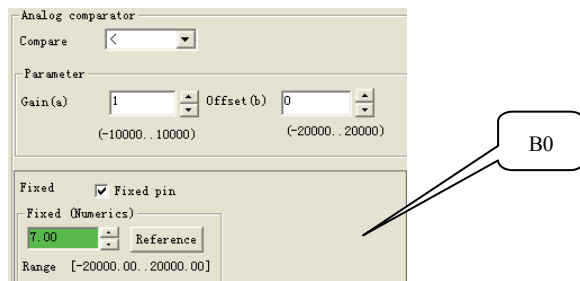 Analog comparator
Compare <
Parameter
Gain(a) 1 Offset(b) 0
(-10000..10000) (-20000..20000)
B0
Fixed Fixed pin
Fixed (Numerics)
7.00 Reference
Range [-20000.00..20000.00]